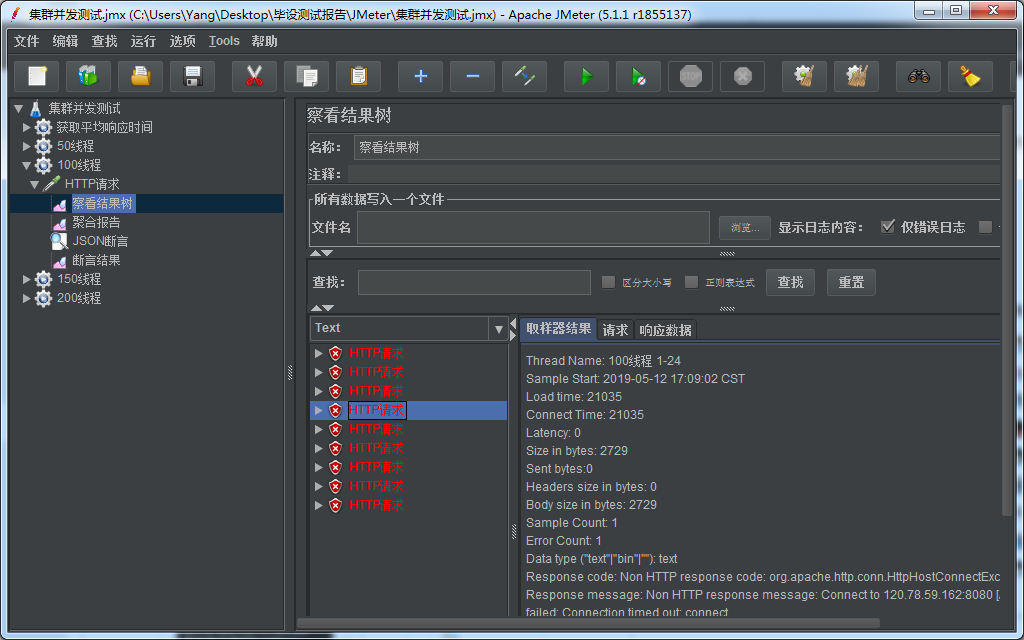 集群并发测试.jmx (C:\Users\Yang\Desktop\毕设测试报告\JMeter\集群并发测试.jmx) - Apache JMeter (5.1.1 r1855137)
文件 编辑 查找 运行 选项 Tools 帮助
STOP
集群并发测试
获取平均响应时间
50线程
100线程
HTTP请求
察看结果树
聚合报告
JSON断言
断言结果
150线程
200线程
察看结果树
名称： 察看结果树
注释：
所有数据写入一个文件
文件名 浏览... 显示日志内容： 仅错误日志
查找： 区分大小写 正则表达式 查找 重置
Text
HTTP请求
HTTP请求
HTTP请求
HTTP请求
HTTP请求
HTTP请求
HTTP请求
HTTP请求
HTTP请求
取样器结果 请求 响应数据
Thread Name: 100线程 1-24
Sample Start: 2019-05-12 17:09:02 CST
Load time: 21035
Connect Time: 21035
Latency: 0
Size in bytes: 2729
Sent bytes:0
Headers size in bytes: 0
Body size in bytes: 2729
Sample Count: 1
Error Count: 1
Data type ("text"|"bin"|""): text
Response code: Non HTTP response code: org.apache.http.conn.HttpHostConnectExc
Response message: Non HTTP response message: Connect to 120.78.59.162:8080 [
failed: Connection timed out: connect